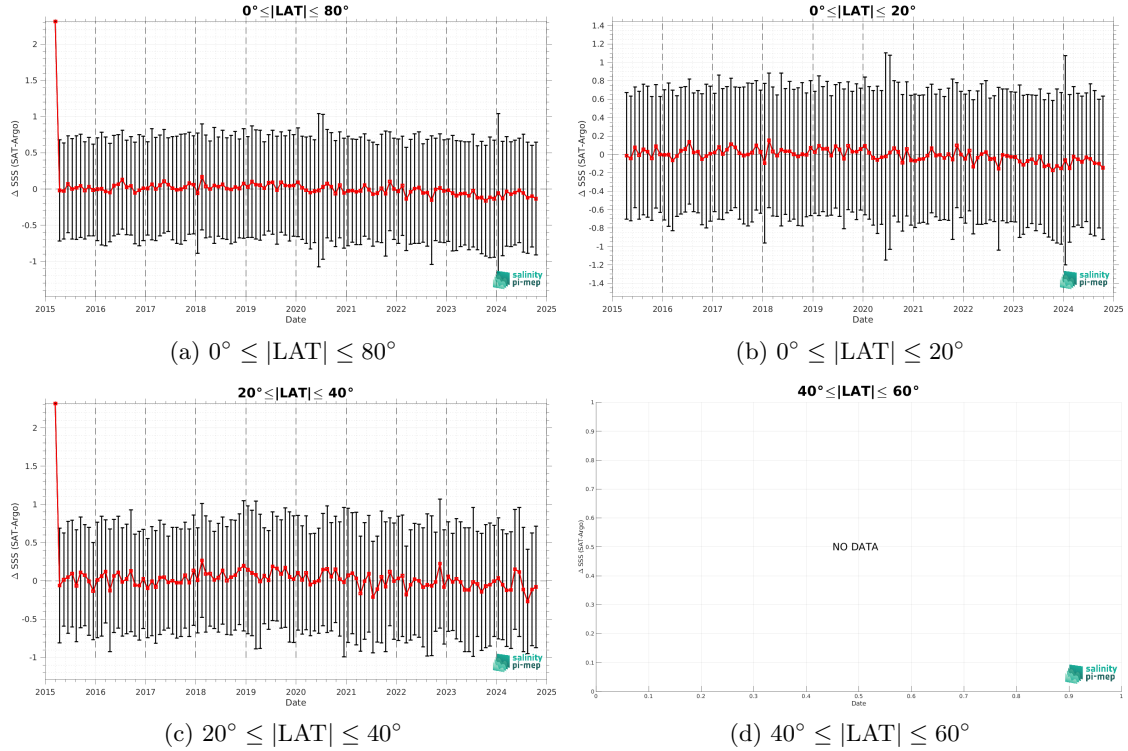 0°≤|LAT|≤ 80°
2
1.5
1
0.5
0
-0.5
-1
Δ SSS (SAT-Argo)
2015 2016 2017 2018 2019 2020 2021 2022 2023 2024 2025
Date
salinity
pi-mep
(a) 0° ≤ |LAT| ≤ 80°
0°≤|LAT|≤ 20°
1.4
1.2
1
0.8
0.6
0.4
0.2
0
-0.2
-0.4
-0.6
-0.8
-1
-1.2
-1.4
Δ SSS (SAT-Argo)
2015 2016 2017 2018 2019 2020 2021 2022 2023 2024 2025
Date
salinity
pi-mep
(b) 0° ≤ |LAT| ≤ 20°
20°≤|LAT|≤ 40°
2
1.5
1
0.5
0
-0.5
-1
Δ SSS (SAT-Argo)
2015 2016 2017 2018 2019 2020 2021 2022 2023 2024 2025
Date
salinity
pi-mep
(c) 20° ≤ |LAT| ≤ 40°
40°≤|LAT|≤ 60°
1
0.9
0.8
0.7
0.6
0.5
0.4
0.3
0.2
0.1
0
Δ SSS (SAT-Argo)
NO DATA
0 0.1 0.2 0.3 0.4 0.5 0.6 0.7 0.8 0.9 1
Date
salinity
pi-mep
(d) 40° ≤ |LAT| ≤ 60°